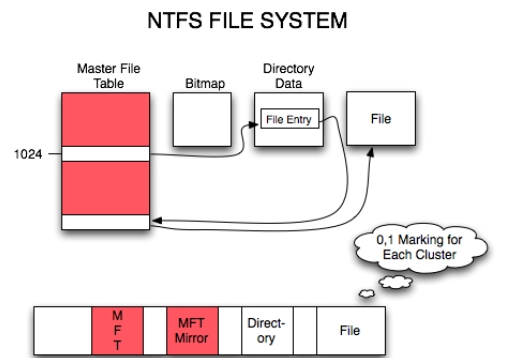 NTFS FILE SYSTEM
Master File
Table
Bitmap
Directory
Data
File Entry
File
1024
0,1 Marking for
Each Cluster
M
F
T
MFT
Mirror
Direct-
ory
File